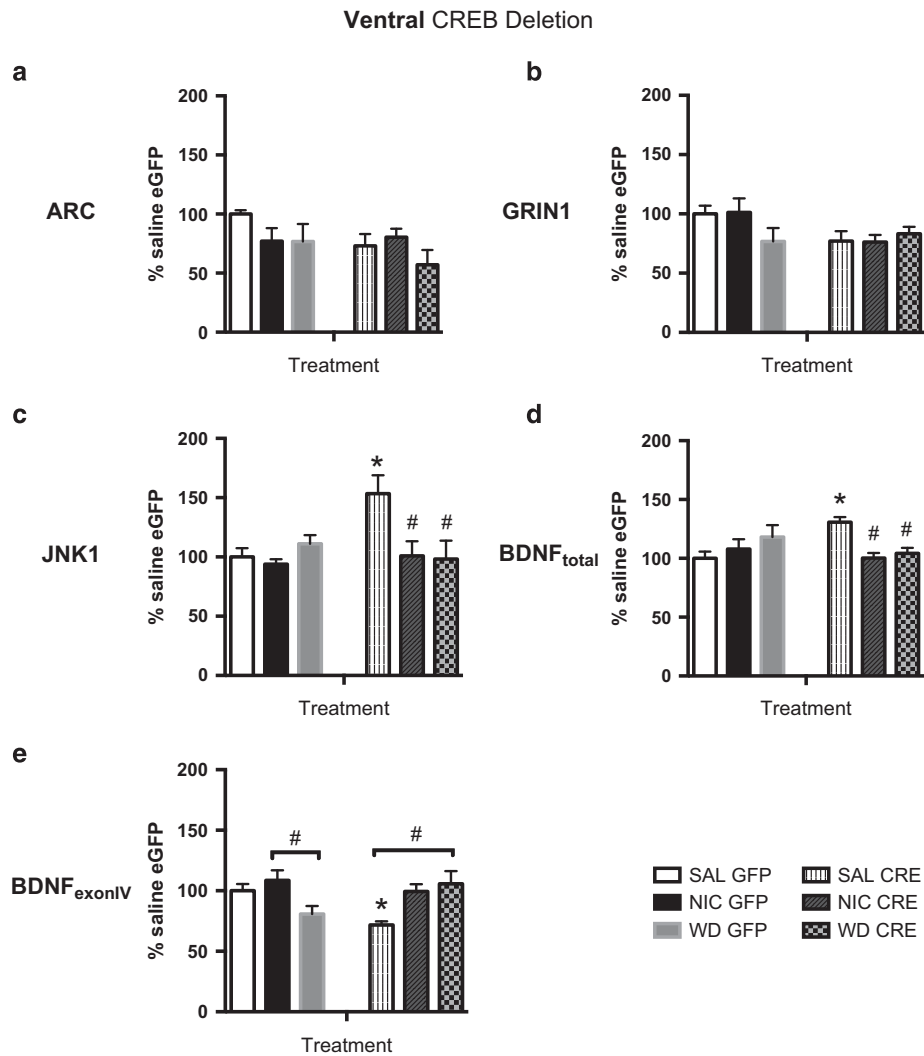 Ventral CREB Deletion
a
ARC
% saline eGFP
200
150
100
50
0
Treatment
b
GRIN1
% saline eGFP
200
150
100
50
0
Treatment
c
JNK1
% saline eGFP
200
150
100
50
0
*
#
#
Treatment
d
BDNFtotal
% saline eGFP
200
150
100
50
0
*
#
#
Treatment
e
BDNFexonIV
% saline eGFP
200
150
100
50
0
#
*
#
Treatment
SAL GFP
NIC GFP
WD GFP
SAL CRE
NIC CRE
WD CRE